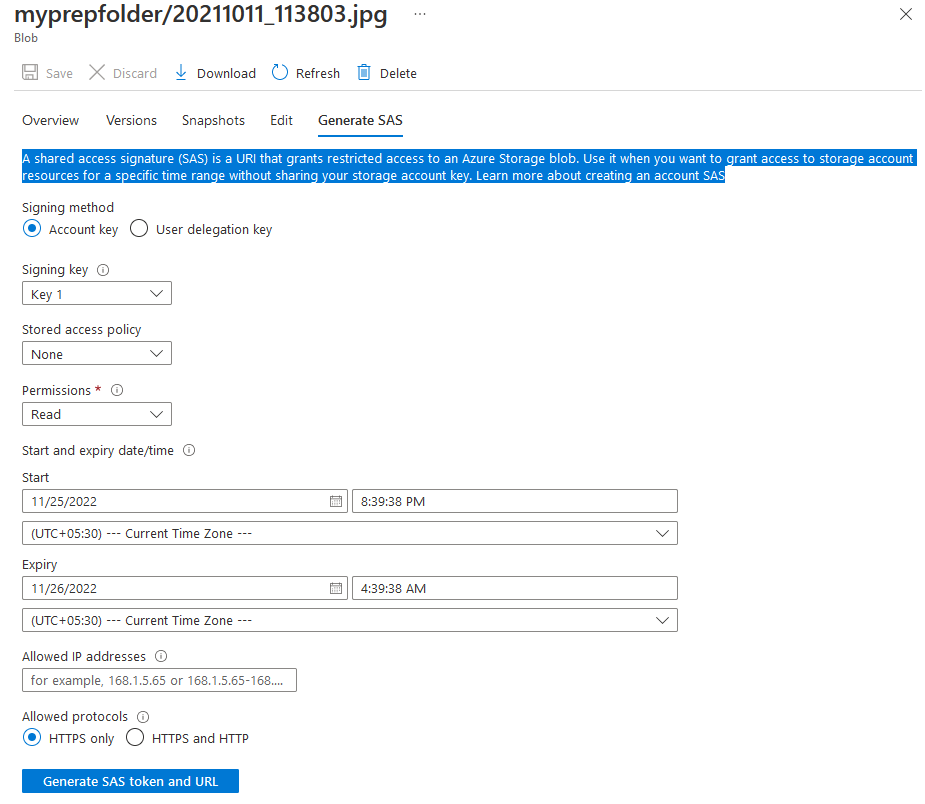 myprepfolder/20211011_113803.jpg ...
Blob
Save Discard Download Refresh Delete
Overview Versions Snapshots Edit Generate SAS
A shared access signature (SAS) is a URI that grants restricted access to an Azure Storage blob. Use it when you want to grant access to storage account
resources for a specific time range without sharing your storage account key. Learn more about creating an account SAS
Signing method
Account key User delegation key
Signing key
Key 1
Stored access policy
None
Permissions *
Read
Start and expiry date/time
Start
11/25/2022 8:39:38 PM
(UTC+05:30) --- Current Time Zone ---
Expiry
11/26/2022 4:39:38 AM
(UTC+05:30) --- Current Time Zone ---
Allowed IP addresses
for example, 168.1.5.65 or 168.1.5.65-168....
Allowed protocols
HTTPS only HTTPS and HTTP
Generate SAS token and URL